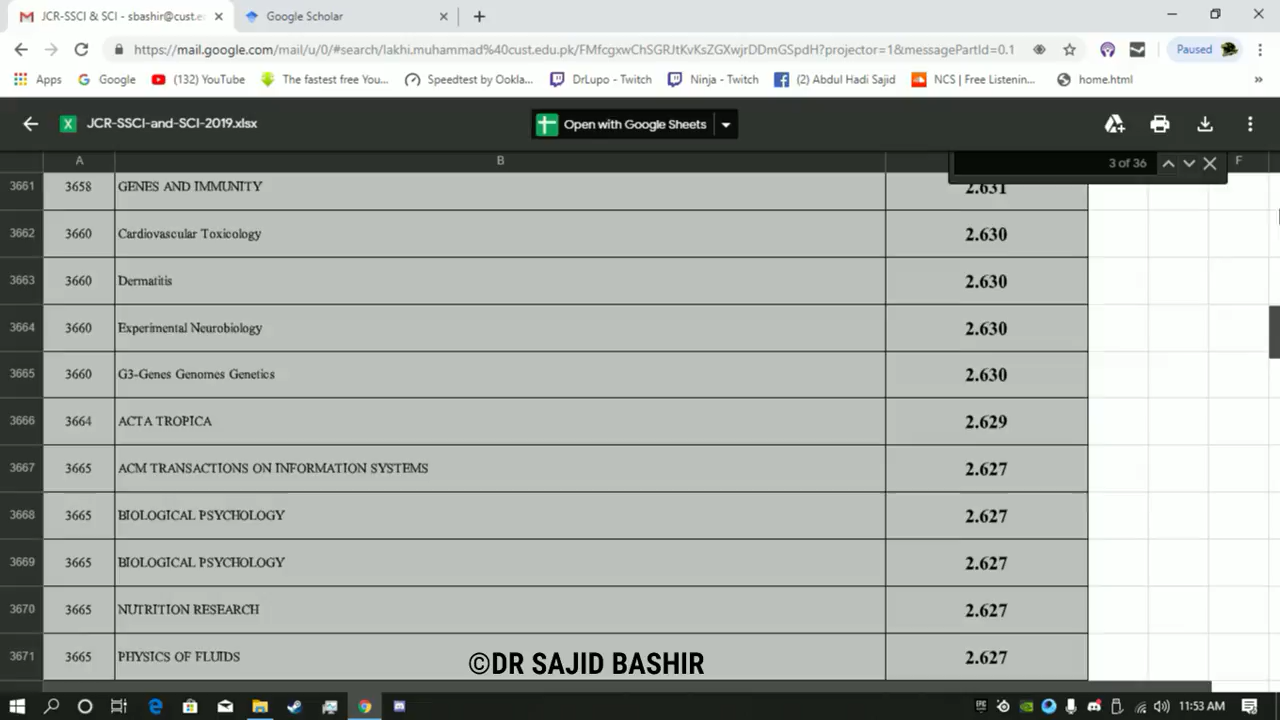 JCR-SSCI & SCI - sbashir@cust.e
Google Scholar
https://mail.google.com/mail/u/0/#search/lakhi.muhammad%40cust.edu.pk/FMfcgxwChSGRJtKvKsZGXwjrDDmGSpdH?projector=1&messagePartId=0.1
Paused
Apps
Google
(132) YouTube
The fastest free You...
Speedtest by Ookla...
DrLupo - Twitch
Ninja - Twitch
(2) Abdul Hadi Sajid
NCS | Free Listenin...
home.html
JCR-SSCI-and-SCI-2019.xlsx
Open with Google Sheets
3 of 36
A B F
3661 3658 GENES AND IMMUNITY 2.631
3662 3660 Cardiovascular Toxicology 2.630
3663 3660 Dermatitis 2.630
3664 3660 Experimental Neurobiology 2.630
3665 3660 G3-Genes Genomes Genetics 2.630
3666 3664 ACTA TROPICA 2.629
3667 3665 ACM TRANSACTIONS ON INFORMATION SYSTEMS 2.627
3668 3665 BIOLOGICAL PSYCHOLOGY 2.627
3669 3665 BIOLOGICAL PSYCHOLOGY 2.627
3670 3665 NUTRITION RESEARCH 2.627
3671 3665 PHYSICS OF FLUIDS 2.627
©DR SAJID BASHIR
11:53 AM